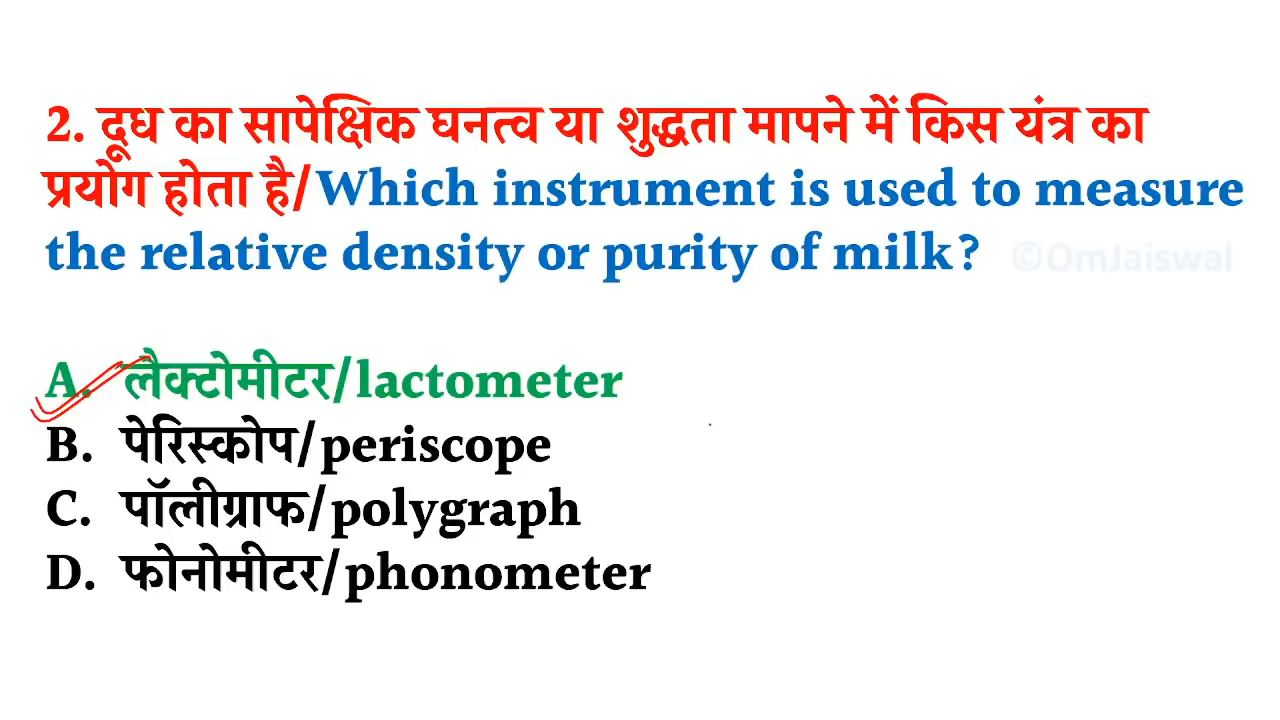 2. दूध का सापेक्षिक घनत्व या शुद्धता मापने में किस यंत्र का
प्रयोग होता है/Which instrument is used to measure
the relative density or purity of milk?
©OmJaiswal
A. लैक्टोमीटर/lactometer
B. पेरिस्कोप/periscope
C. पॉलीग्राफ/polygraph
D. फोनोमीटर/phonometer